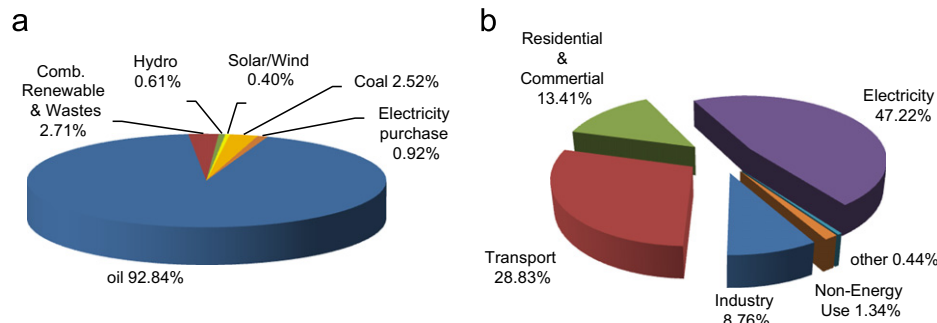 a
Comb.
Renewable
& Wastes
2.71%
Hydro
0.61%
Solar/Wind
0.40%
Coal 2.52%
Electricity
purchase
0.92%
oil 92.84%
b
Residential
&
Commertial
13.41%
Electricity
47.22%
Transport
28.83%
Industry
8.76%
Non-Energy
Use 1.34%
other 0.44%